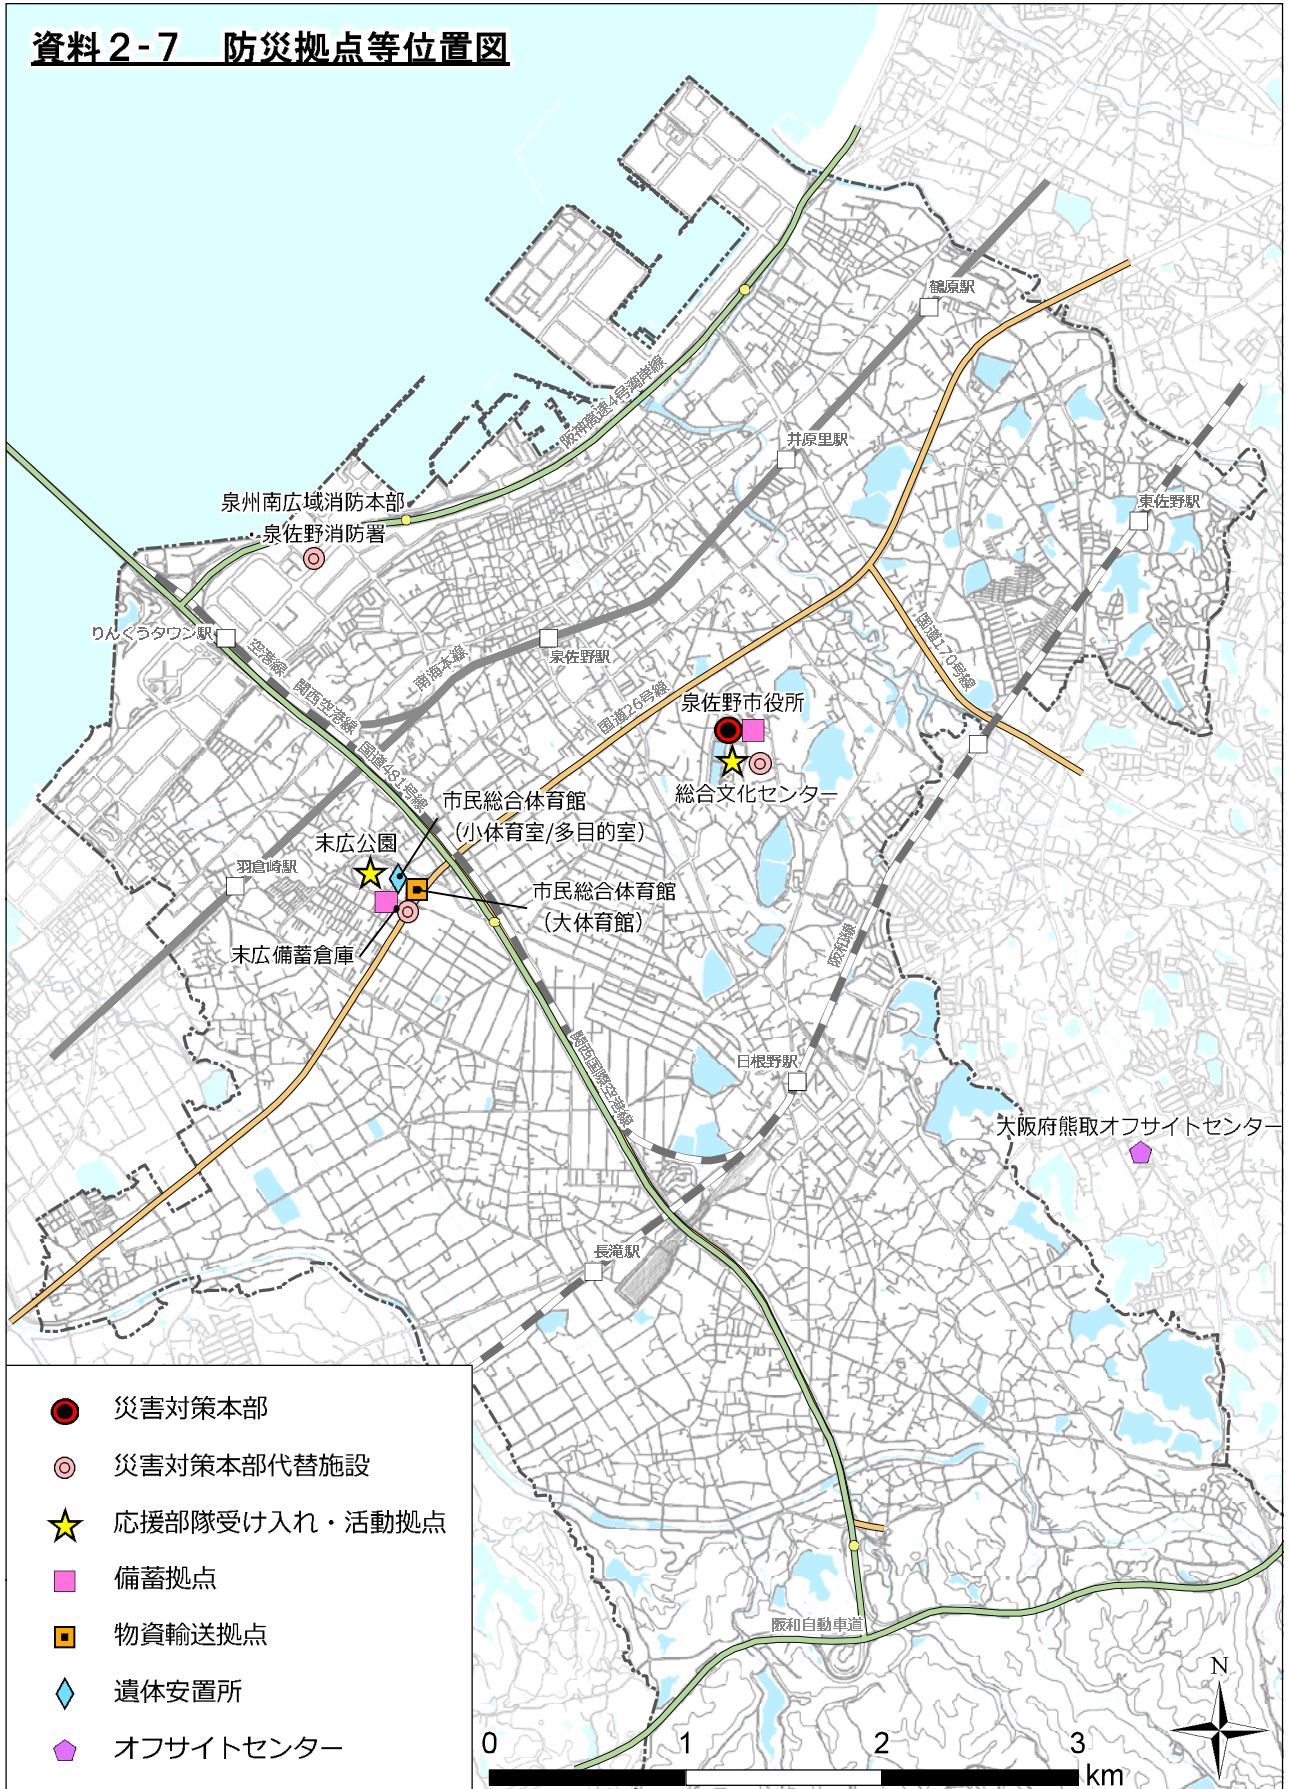 資料２-７　防災拠点等位置図
鶴原駅
阪神高速4号湾岸線
井原里駅
東佐野駅
泉州南広域消防本部
泉佐野消防署
りんくうタウン駅
空港線
関西空港線
南海本線
泉佐野駅
国道26号線
国道170号線
泉佐野市役所
総合文化センター
国道481号線
市民総合体育館
（小体育室/多目的室）
末広公園
羽倉崎駅
市民総合体育館
（大体育館）
末広備蓄倉庫
阪和線
関西国際空港線
日根野駅
大阪府熊取オフサイトセンター
長滝駅
災害対策本部
災害対策本部代替施設
応援部隊受け入れ・活動拠点
備蓄拠点
物資輸送拠点
遺体安置所
オフサイトセンター
阪和自動車道
N
0 1 2 3
km